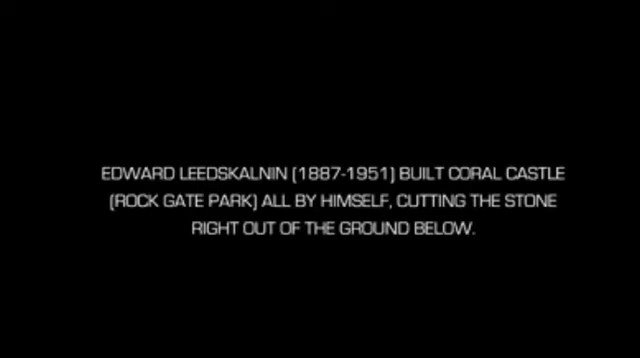 EDWARD LEEDSKALNIN (1887-1951) BUILT CORAL CASTLE
(ROCK GATE PARK) ALL BY HIMSELF, CUTTING THE STONE
RIGHT OUT OF THE GROUND BELOW.